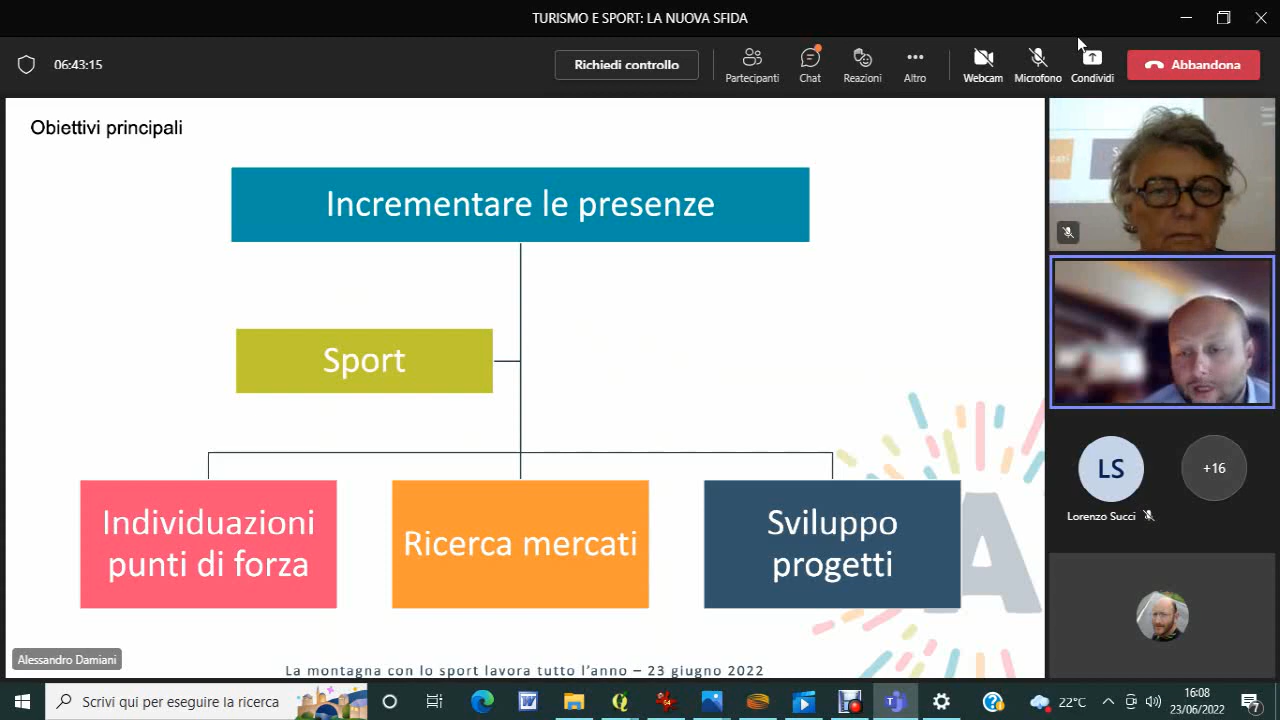 TURISMO E SPORT: LA NUOVA SFIDA
06:43:15
Richiedi controllo
Partecipanti
Chat
Reazioni
Altro
Webcam
Microfono
Condividi
Abbandona
Obiettivi principali
Incrementare le presenze
Sport
Individuazioni
punti di forza
Ricerca mercati
Sviluppo
progetti
A
La montagna con lo sport lavora tutto l'anno – 23 giugno 2022
Alessandro Damiani
LS
+16
Lorenzo Succi
Scrivi qui per eseguire la ricerca
22°C
16:08
23/06/2022
7